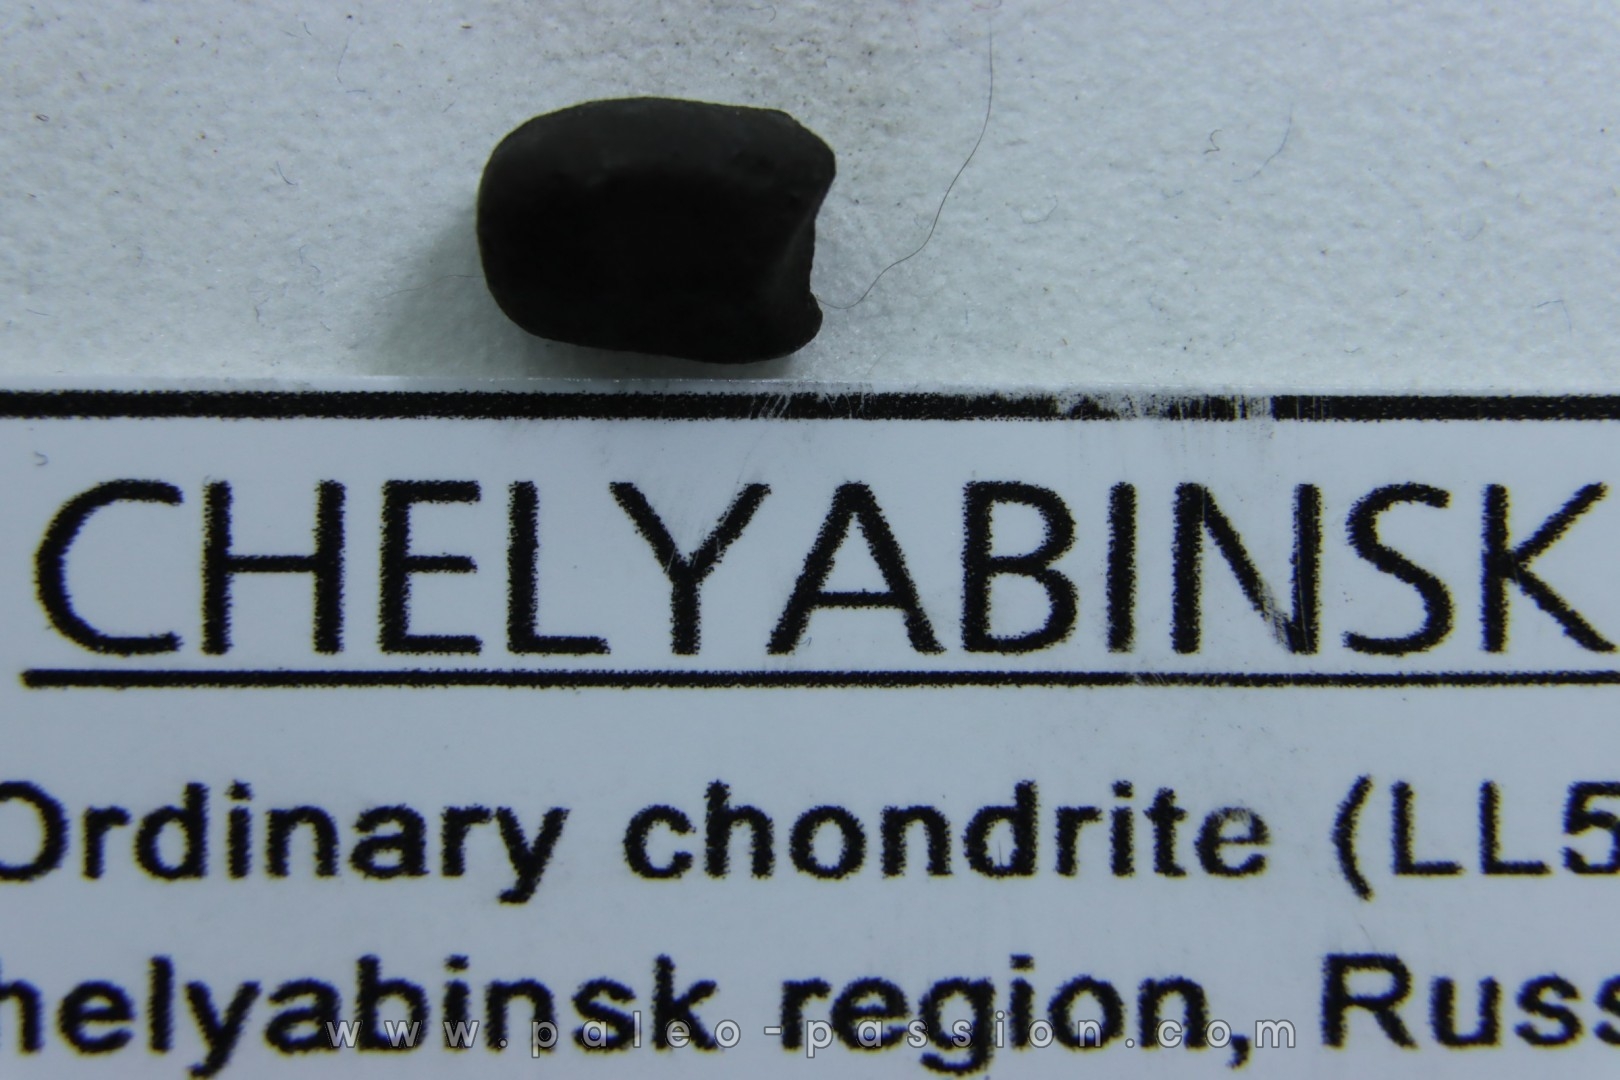 CHELYABINSK
Ordinary chondrite (LL5
helyabinsk region, Russ
www.paleo-passion.com